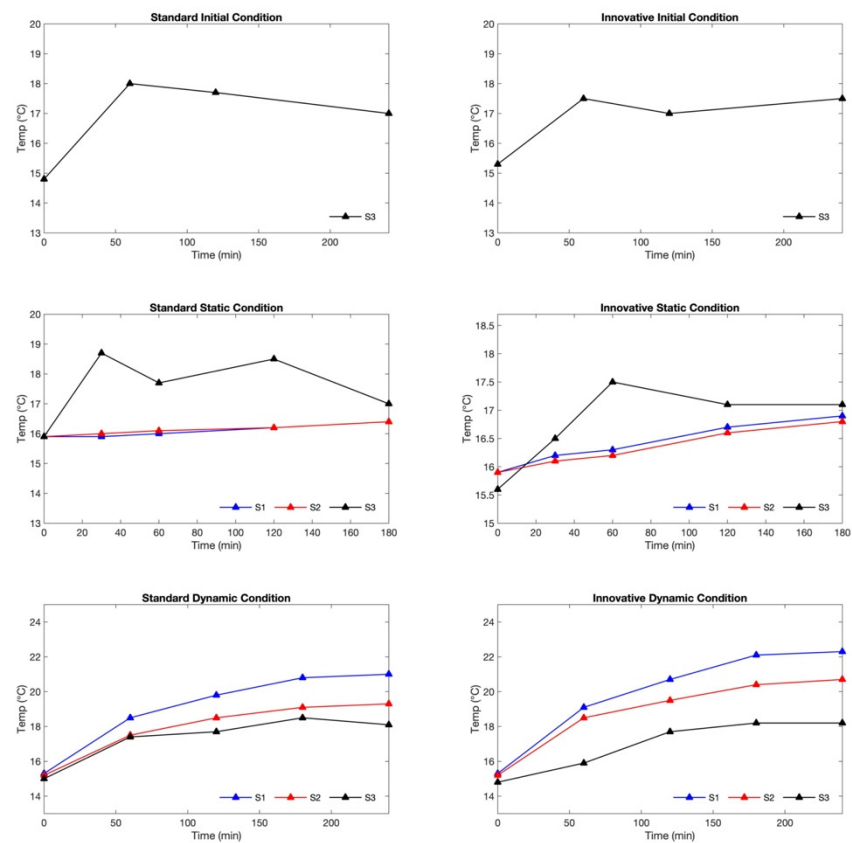 Standard Initial Condition
20
19
18
17
16
15
14
13
Temp (°C)
0 50 100 150 200
Time (min)
S3
Innovative Initial Condition
20
19
18
17
16
15
14
13
Temp (°C)
0 50 100 150 200
Time (min)
S3
Standard Static Condition
20
19
18
17
16
15
14
13
Temp (°C)
0 20 40 60 80 100 120 140 160 180
Time (min)
S1 S2 S3
Innovative Static Condition
18.5
18
17.5
17
16.5
16
15.5
15
Temp (°C)
0 20 40 60 80 100 120 140 160 180
Time (min)
S1 S2 S3
Standard Dynamic Condition
24
22
20
18
16
14
Temp (°C)
0 50 100 150 200
Time (min)
S1 S2 S3
Innovative Dynamic Condition
24
22
20
18
16
14
Temp (°C)
0 50 100 150 200
Time (min)
S1 S2 S3